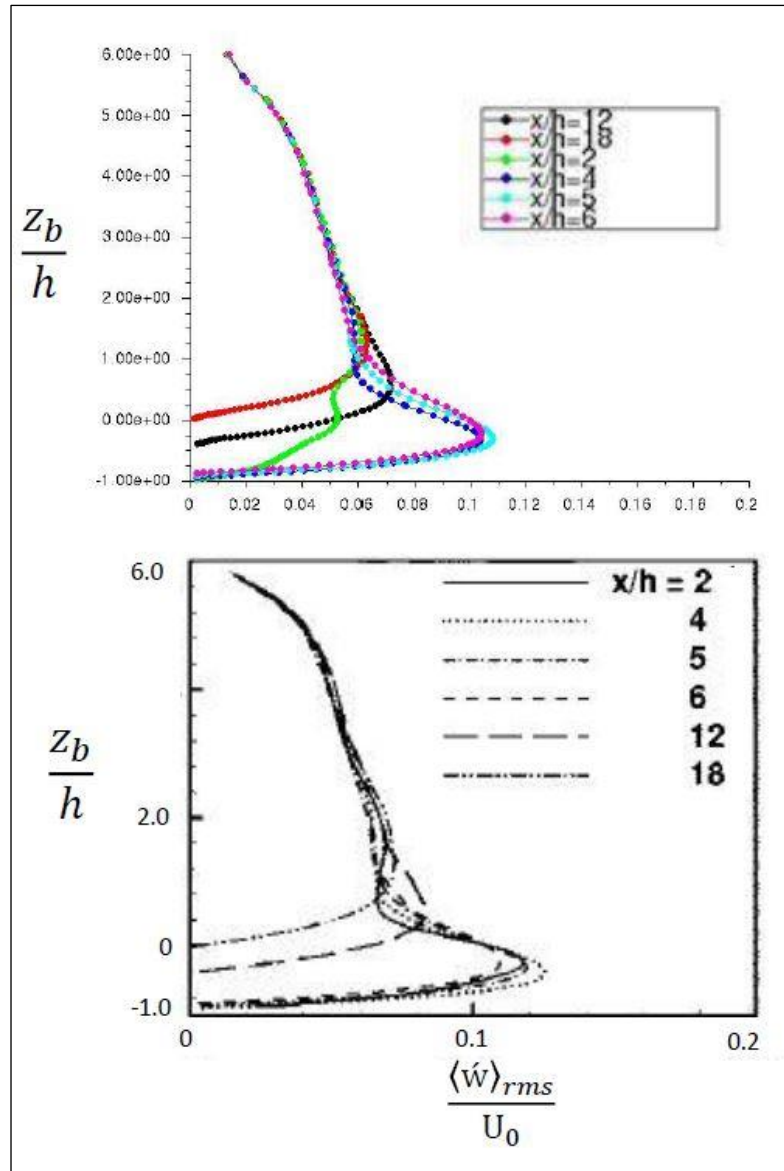 6.00e+00
5.00e+00
4.00e+00
3.00e+00
2.00e+00
1.00e+00
0.00e+00
-1.00e+00
z_b
h
0 0.02 0.04 0.06 0.08 0.1 0.12 0.14 0.16 0.18 0.2
x/h=12
x/h=18
x/h=2
x/h=4
x/h=5
x/h=6
6.0
2.0
0
-1.0
z_b
h
x/h = 2
4
5
6
12
18
0 0.1 0.2
⟨ẃ⟩rms
U₀